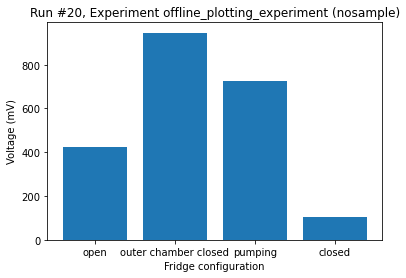 Run #20, Experiment offline_plotting_experiment (nosample)
Voltage (mV)
800
600
400
200
0
open outer chamber closed pumping closed
Fridge configuration